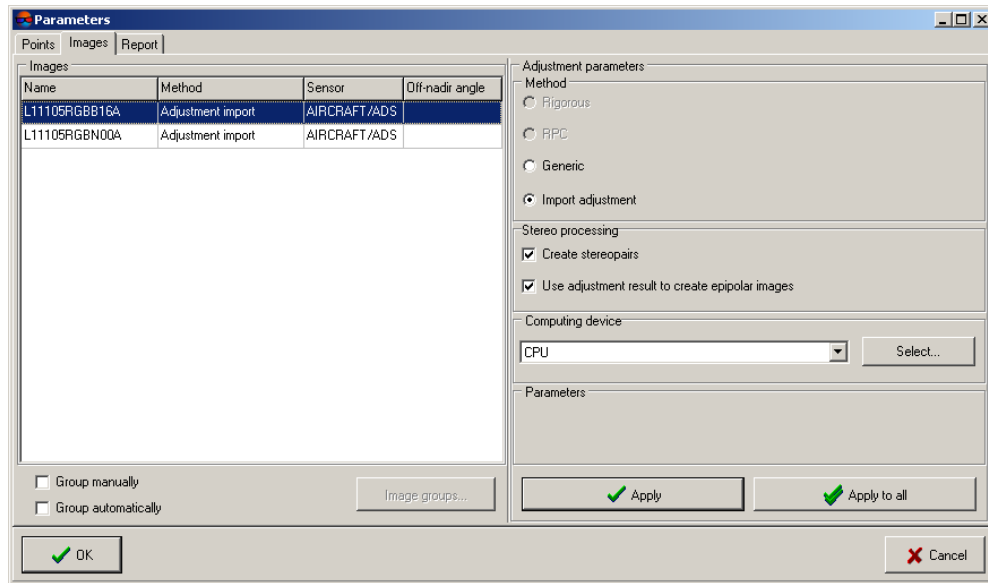 Parameters
Points Images Report
Images
Name Method Sensor Off-nadir angle
L11105RGBB16A Adjustment import AIRCRAFT/ADS
L11105RGBN00A Adjustment import AIRCRAFT/ADS
Group manually
Group automatically
Image groups...
Adjustment parameters
Method
Rigorous
RPC
Generic
Import adjustment
Stereo processing
Create stereopairs
Use adjustment result to create epipolar images
Computing device
CPU Select...
Parameters
Apply Apply to all
OK Cancel